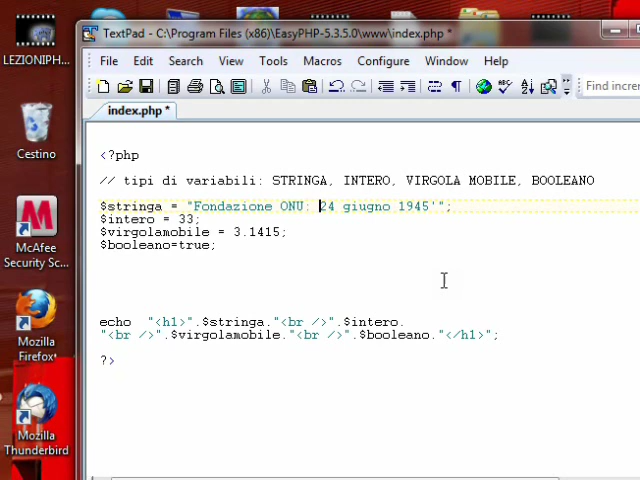 TextPad - C:\Program Files (x86)\EasyPHP-5.3.5.0\www\index.php *
LEZIONIPH...
File Edit Search View Tools Macros Configure Window Help
Find incre
index.php *
Cestino
<?php
// tipi di variabili: STRINGA, INTERO, VIRGOLA MOBILE, BOOLEANO
$stringa = "Fondazione ONU: 24 giugno 1945'";
$intero = 33;
$virgolamobile = 3.1415;
$booleano=true;
McAfee
Security Sc...
echo "<h1>".$stringa."<br />".$intero.
"<br />".$virgolamobile."<br />".$booleano."</h1>";
?>
Mozilla
Firefox
Mozilla
Thunderbird